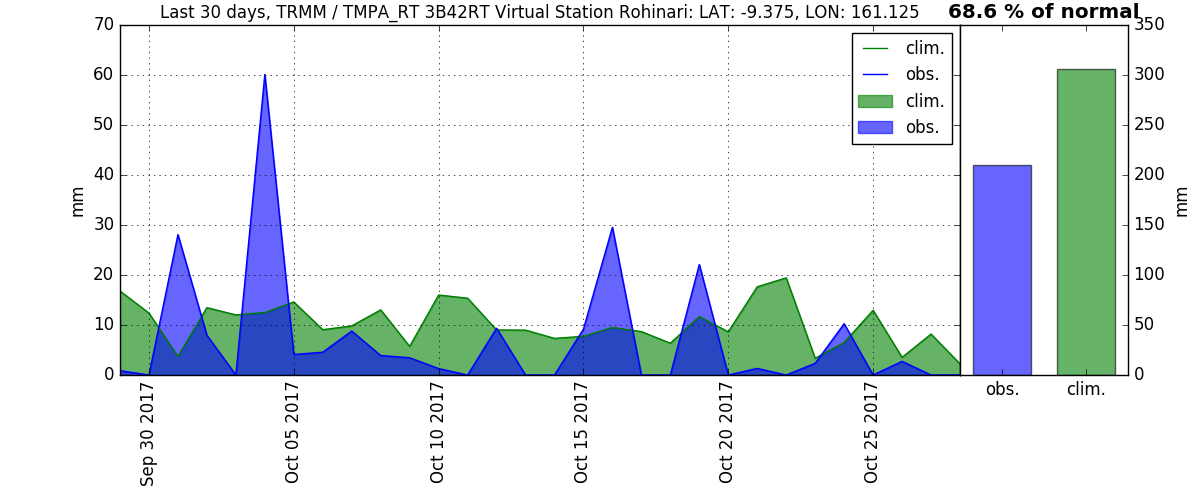 Last 30 days, TRMM / TMPA_RT 3B42RT Virtual Station Rohinari: LAT: -9.375, LON: 161.125
68.6 % of normal
70
60
50
40
30
20
10
0
mm
clim.
obs.
clim.
obs.
Sep 30 2017
Oct 05 2017
Oct 10 2017
Oct 15 2017
Oct 20 2017
Oct 25 2017
350
300
250
200
150
100
50
0
mm
obs.
clim.